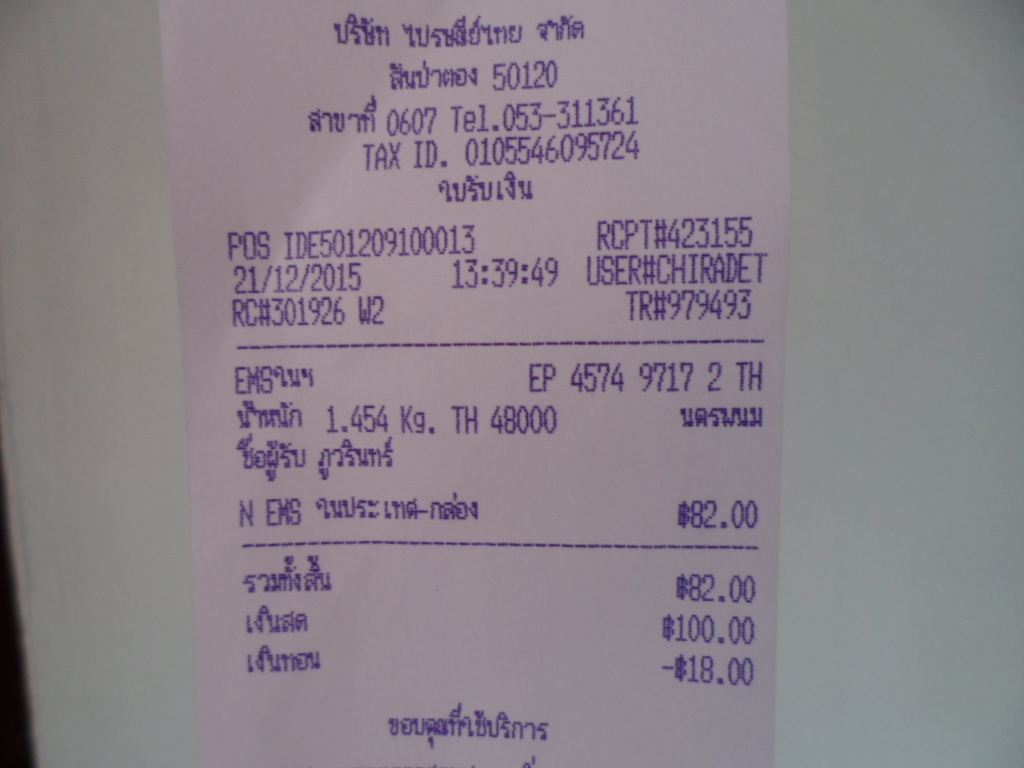 บริษัท ไปรษณีย์ไทย จำกัด
สันป่าตอง 50120
สาขาที่ 0607 Tel.053-311361
TAX ID. 0105546095724
ใบรับเงิน
POS IDE501209100013 RCPT#423155
21/12/2015 13:39:49 USER#CHIRADET
RC#301926 W2 TR#979493
EMSในฯ EP 4574 9717 2 TH
น้ำหนัก 1.454 Kg. TH 48000 นครพนม
ชื่อผู้รับ ภูวรินทร์
N EMS ในประเทศ-กล่อง ฿82.00
รวมทั้งสิ้น ฿82.00
เงินสด ฿100.00
เงินทอน -฿18.00
ขอบคุณที่ใช้บริการ